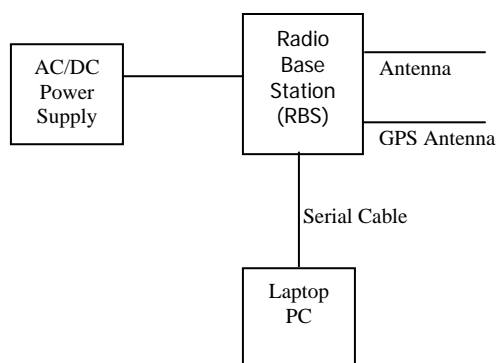 AC/DC
Power
Supply
Radio
Base
Station
(RBS)
Antenna
GPS Antenna
Serial Cable
Laptop
PC